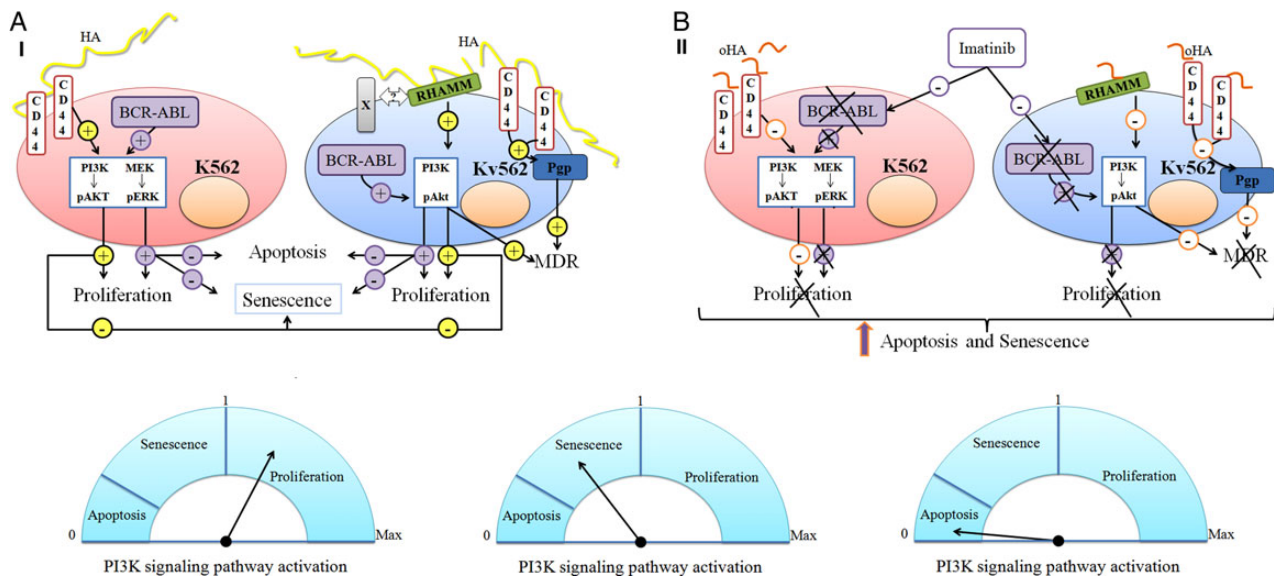 A
I
HA
CD44
CD44
BCR-ABL
+
+
PI3K
MEK
pAKT
pERK
K562
HA
X
?
RHAMM
+
CD44
CD44
+
BCR-ABL
+
PI3K
pAkt
Kv562
Pgp
+
+
-
Apoptosis
-
+
+
+
+
MDR
-
-
Proliferation
Senescence
Proliferation
-
-
B
II
oHA
CD44
CD44
BCR-ABL
-
+
PI3K
MEK
pAKT
pERK
K562
Imatinib
-
-
oHA
RHAMM
-
CD44
CD44
-
BCR-ABL
+
PI3K
pAkt
Kv562
Pgp
-
-
-
+
+
MDR
Proliferation
Proliferation
Apoptosis and Senescence
1
Senescence
Proliferation
Apoptosis
0
Max
PI3K signaling pathway activation
1
Senescence
Proliferation
Apoptosis
0
Max
PI3K signaling pathway activation
1
Senescence
Proliferation
Apoptosis
0
Max
PI3K signaling pathway activation